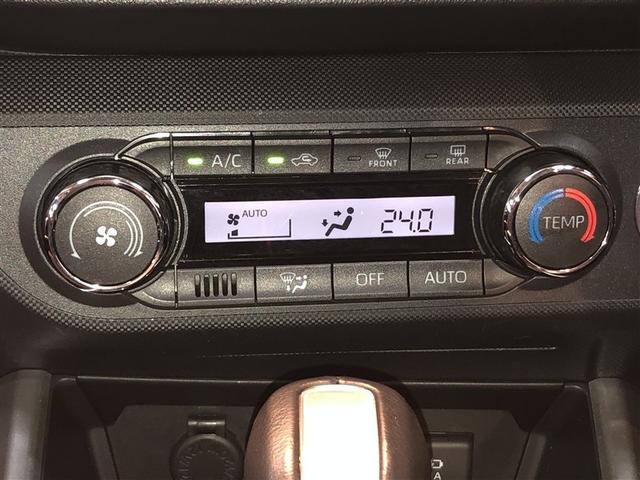 A/C
FRONT
REAR
AUTO
24.0
TEMP
OFF
AUTO
A